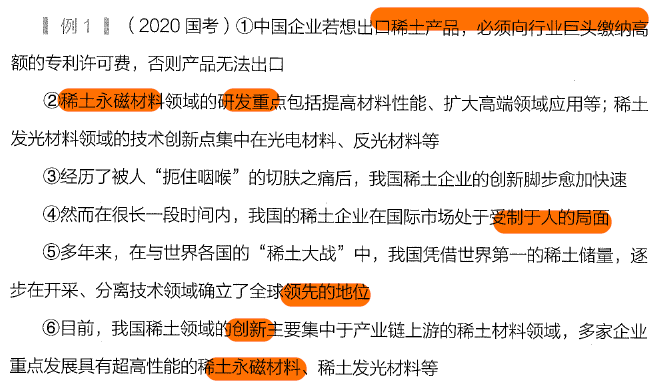 【例 1】（2020 国考）①中国企业若想出口稀土产品，必须向行业巨头缴纳高
额的专利许可费，否则产品无法出口
②稀土永磁材料领域的研发重点包括提高材料性能、扩大高端领域应用等；稀土
发光材料领域的技术创新点集中在光电材料、反光材料等
③经历了被人“扼住咽喉”的切肤之痛后，我国稀土企业的创新脚步愈加快速
④然而在很长一段时间内，我国的稀土企业在国际市场处于受制于人的局面
⑤多年来，在与世界各国的“稀土大战”中，我国凭借世界第一的稀土储量，逐
步在开采、分离技术领域确立了全球领先的地位
⑥目前，我国稀土领域的创新主要集中于产业链上游的稀土材料领域，多家企业
重点发展具有超高性能的稀土永磁材料、稀土发光材料等